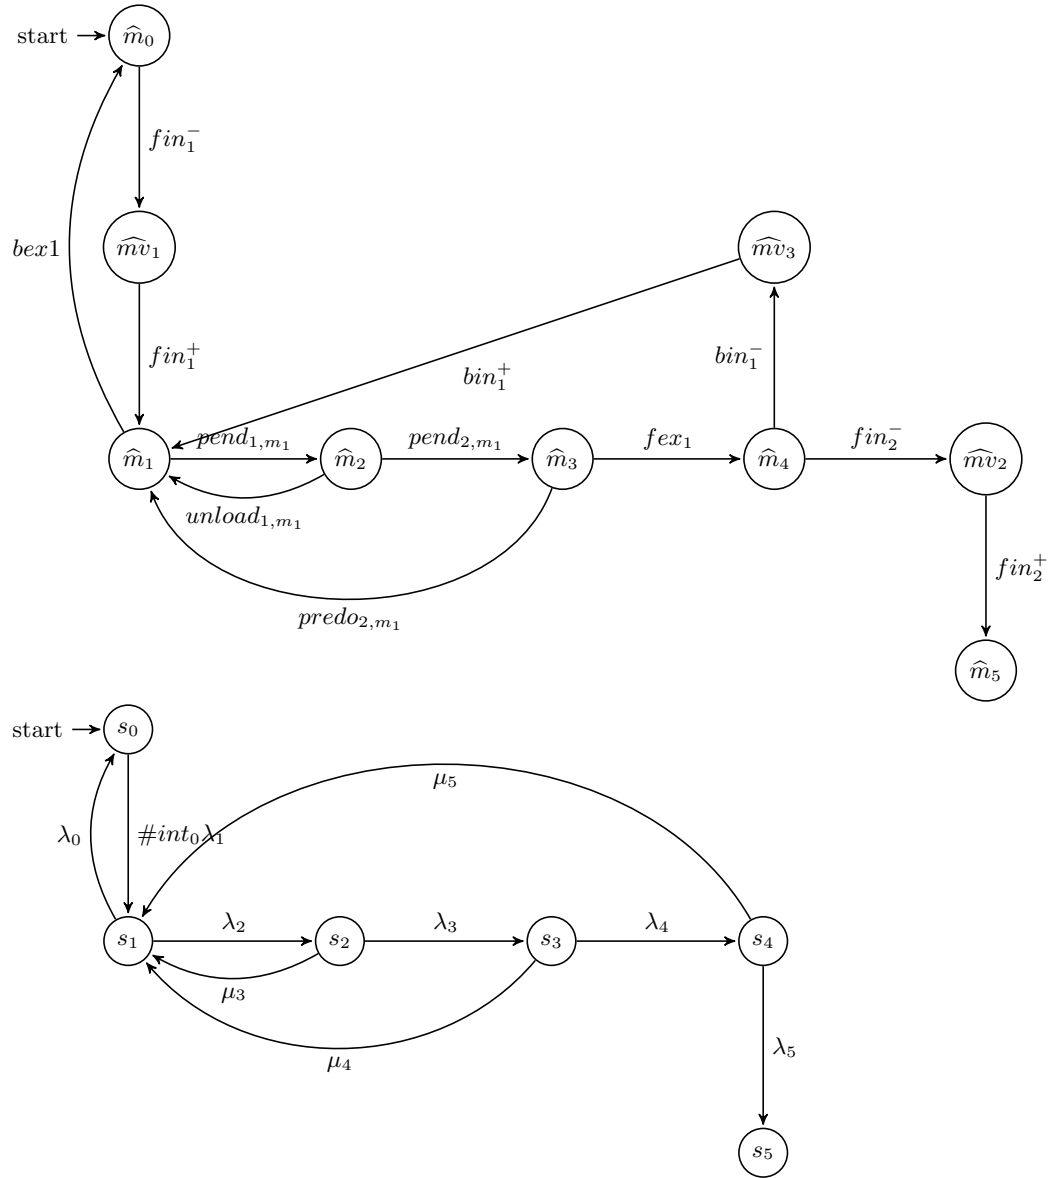 start m̂₀
fin₁⁻
bex1 m̂v₁ m̂v₃
fin₁⁺ bin₁⁻
bin₁⁺
m̂₁ pend₁,ₘ₁ m̂₂ pend₂,ₘ₁ m̂₃ fex₁ m̂₄ fin₂⁻ m̂v₂
unload₁,ₘ₁
fin₂⁺
predo₂,ₘ₁
m̂₅
start s₀
μ₅
λ₀ #int₀λ₁
s₁ λ₂ s₂ λ₃ s₃ λ₄ s₄
μ₃
μ₄ λ₅
s₅